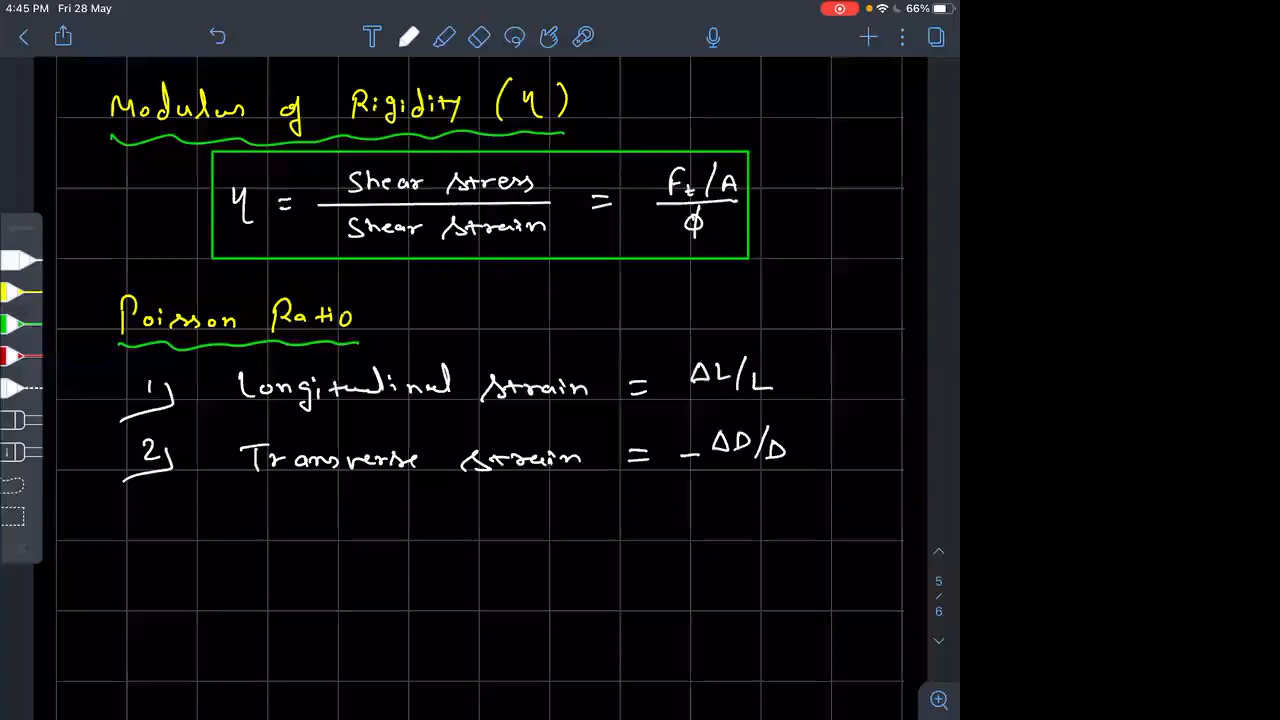 4:45 PM Fri 28 May 66%
Modulus of Rigidity (η)
η = Shear stress / Shear strain = Ft/A / ϕ
Poisson Ratio
1) Longitudinal strain = ΔL/L
2) Transverse strain = - ΔD/D
5
/
6